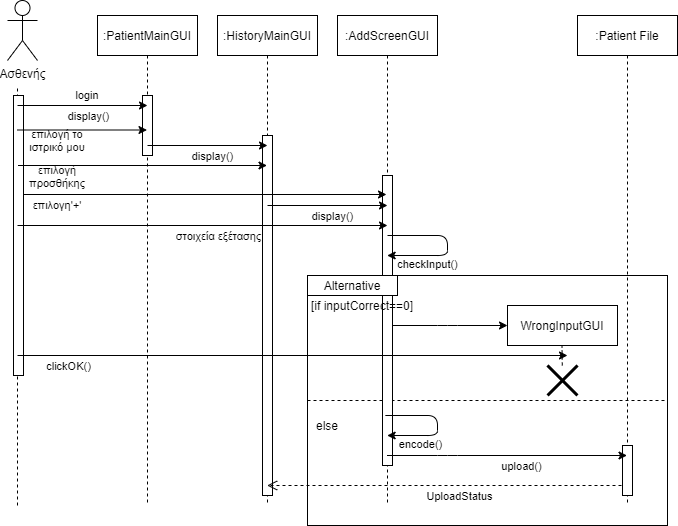 :PatientMainGUI
:HistoryMainGUI
:AddScreenGUI
:Patient File
Ασθενής
login
display()
επιλογή το
ιστρικό μου
display()
επιλογή
προσθήκης
επιλογη'+'
display()
στοιχεία εξέτασης
checkInput()
Alternative
[if inputCorrect==0]
WrongInputGUI
clickOK()
else
encode()
upload()
UploadStatus